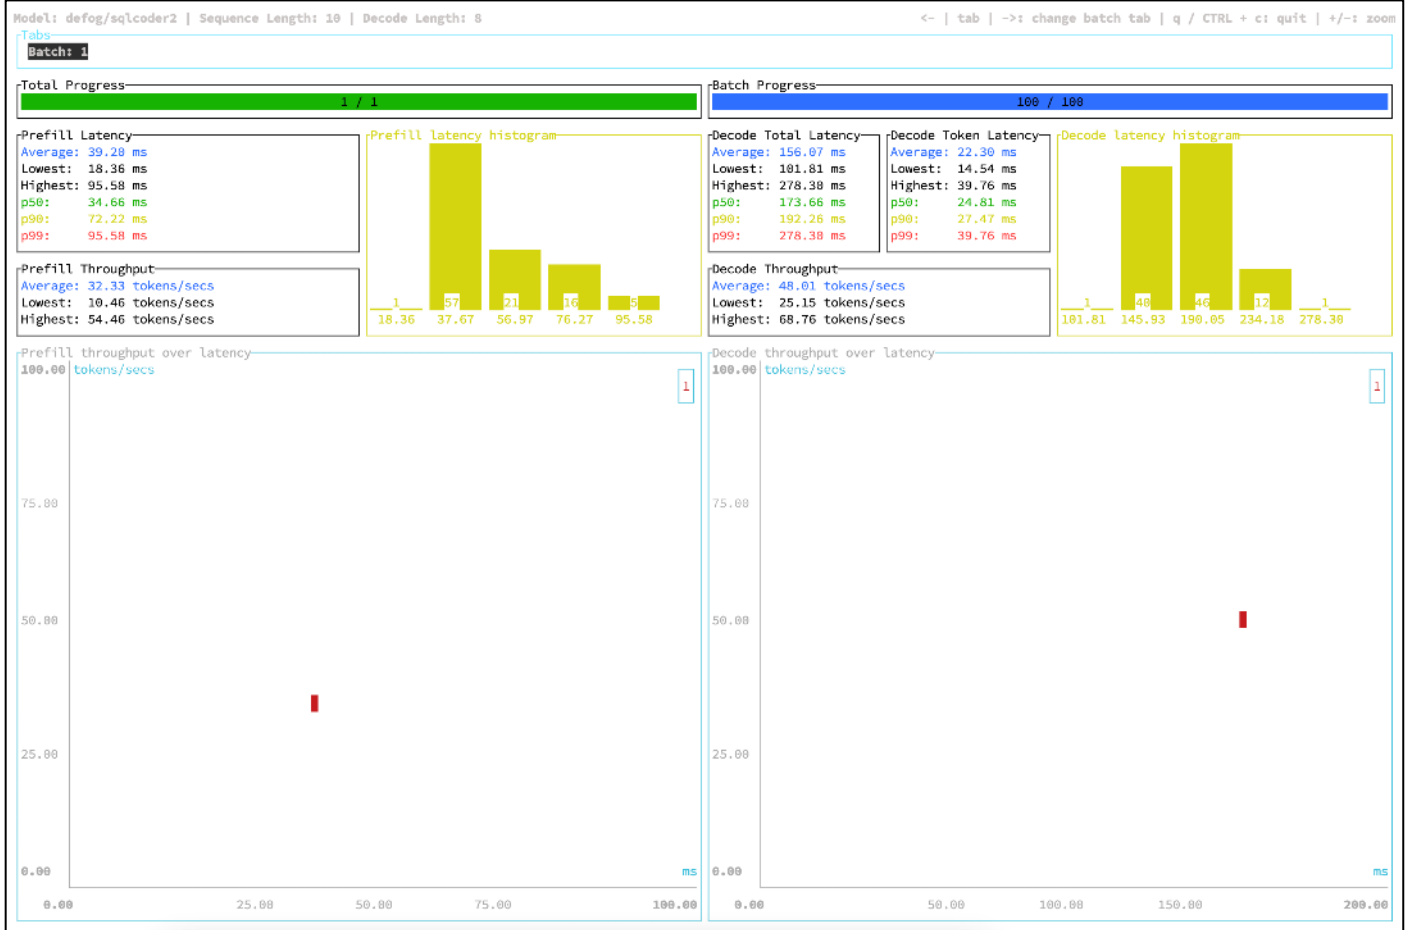 Model: defog/sqlcoder2 | Sequence Length: 10 | Decode Length: 8
<- | tab | ->: change batch tab | q / CTRL + c: quit | +/-: zoom
Tabs
Batch: 1
Total Progress
1 / 1
Batch Progress
100 / 100
Prefill Latency
Average: 39.20 ms
Lowest: 18.36 ms
Highest: 95.58 ms
p50: 34.66 ms
p90: 72.22 ms
p99: 95.58 ms
Prefill latency histogram
1 57 21 16 5
18.36 37.67 56.97 76.27 95.58
Prefill Throughput
Average: 32.33 tokens/secs
Lowest: 10.46 tokens/secs
Highest: 54.46 tokens/secs
Decode Total Latency
Average: 156.07 ms
Lowest: 101.81 ms
Highest: 278.30 ms
p50: 173.66 ms
p90: 192.26 ms
p99: 278.30 ms
Decode Token Latency
Average: 22.30 ms
Lowest: 14.54 ms
Highest: 39.76 ms
p50: 24.81 ms
p90: 27.47 ms
p99: 39.76 ms
Decode latency histogram
1 40 46 12 1
101.81 145.93 190.05 234.18 278.30
Decode Throughput
Average: 48.01 tokens/secs
Lowest: 25.15 tokens/secs
Highest: 68.76 tokens/secs
Prefill throughput over latency
100.00 tokens/secs
1
75.00
50.00
25.00
0.00
ms
0.00 25.00 50.00 75.00 100.00
Decode throughput over latency
100.00 tokens/secs
1
75.00
50.00
25.00
0.00
ms
0.00 50.00 100.00 150.00 200.00